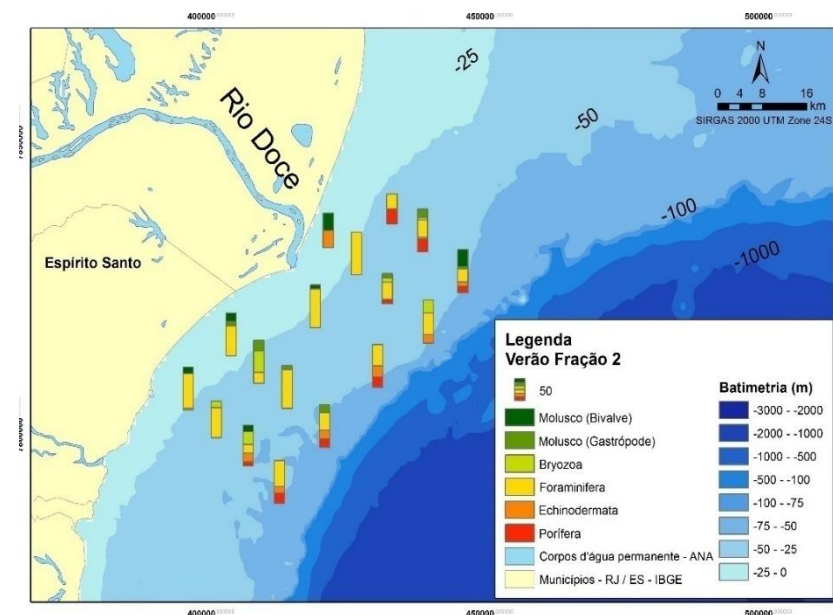 400000
450000
500000
-25
-50
-100
-1000
N
0 4 8 16
km
SIRGAS 2000 UTM Zone 24S
Rio Doce
Espírito Santo
Legenda
Verão Fração 2
50
Molusco (Bivalve)
Molusco (Gastrópode)
Bryozoa
Foraminifera
Echinodermata
Porífera
Corpos d'água permanente - ANA
Municípios - RJ / ES - IBGE
Batimetria (m)
-3000 - -2000
-2000 - -1000
-1000 - -500
-500 - -100
-100 - -75
-75 - -50
-50 - -25
-25 - 0
400000
450000
500000